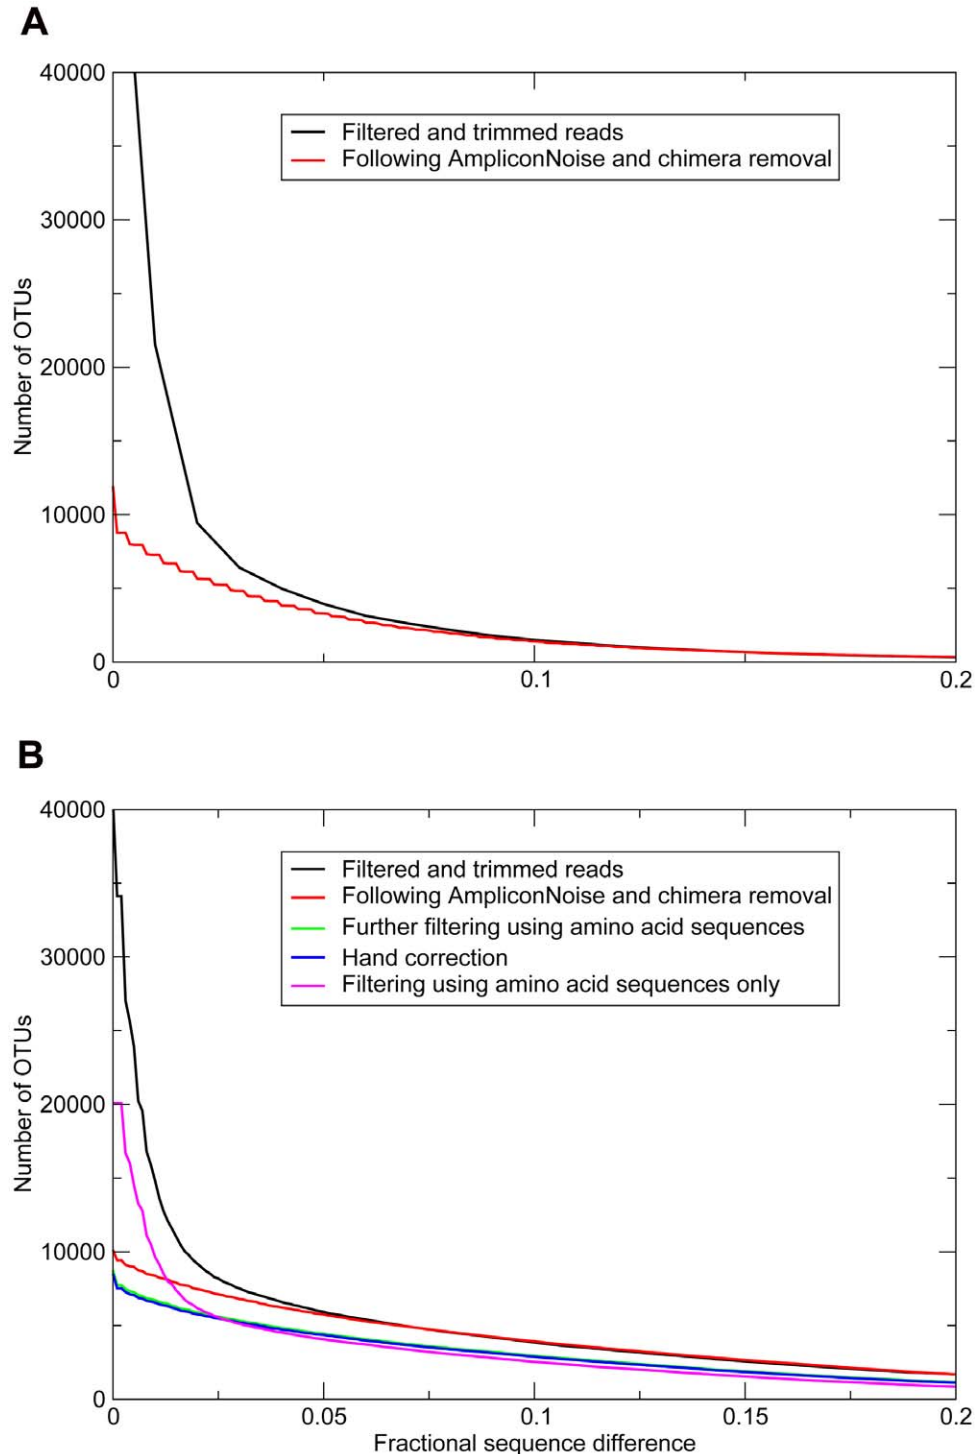 A
40000
30000
20000
10000
0
Number of OTUs
Filtered and trimmed reads
Following AmpliconNoise and chimera removal
0 0.1 0.2
B
40000
30000
20000
10000
0
Number of OTUs
Filtered and trimmed reads
Following AmpliconNoise and chimera removal
Further filtering using amino acid sequences
Hand correction
Filtering using amino acid sequences only
0 0.05 0.1 0.15 0.2
Fractional sequence difference